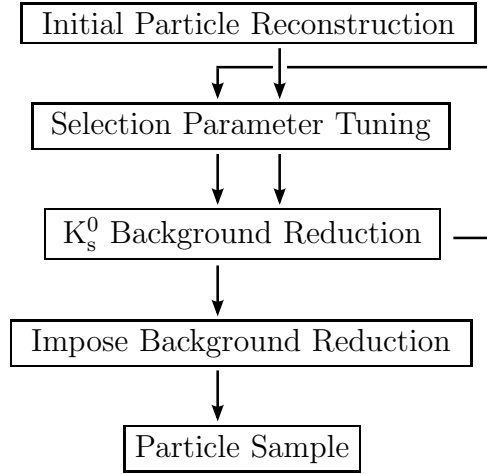 Initial Particle Reconstruction
Selection Parameter Tuning
K⁰ₛ Background Reduction
Impose Background Reduction
Particle Sample